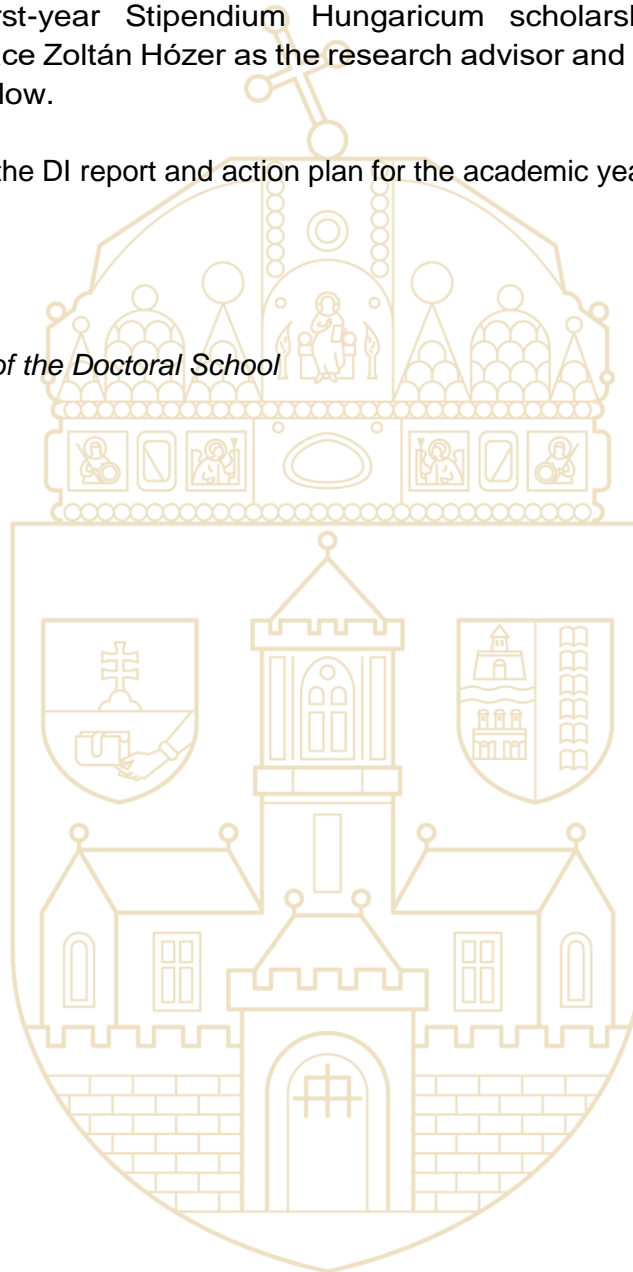 rst-year Stipendium Hungaricum scholarsh
ce Zoltán Hózer as the research advisor and
low.
the DI report and action plan for the academic yea
of the Doctoral School